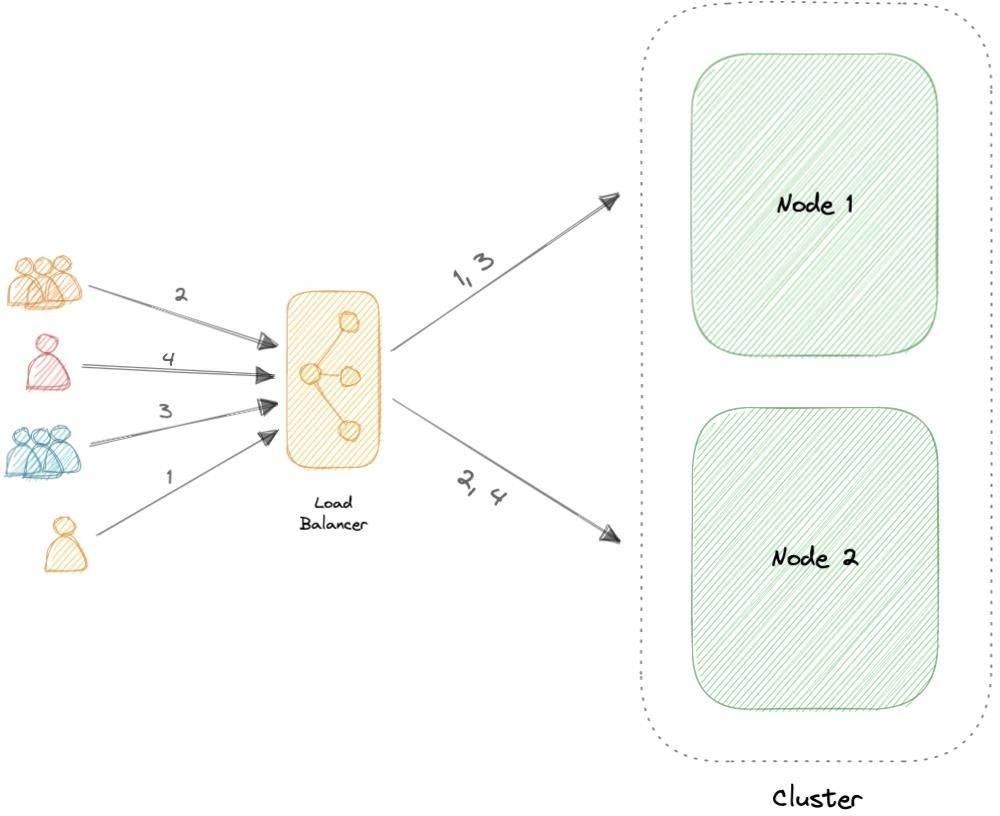 Node 1
1, 3
2
4
3
1
Load
Balancer
2, 4
Node 2
Cluster